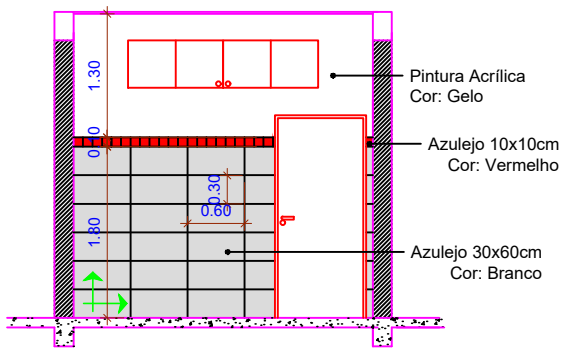 1.30
Pintura Acrílica
Cor: Gelo
0.10
Azulejo 10x10cm
Cor: Vermelho
0.30
0.60
1.80
Azulejo 30x60cm
Cor: Branco